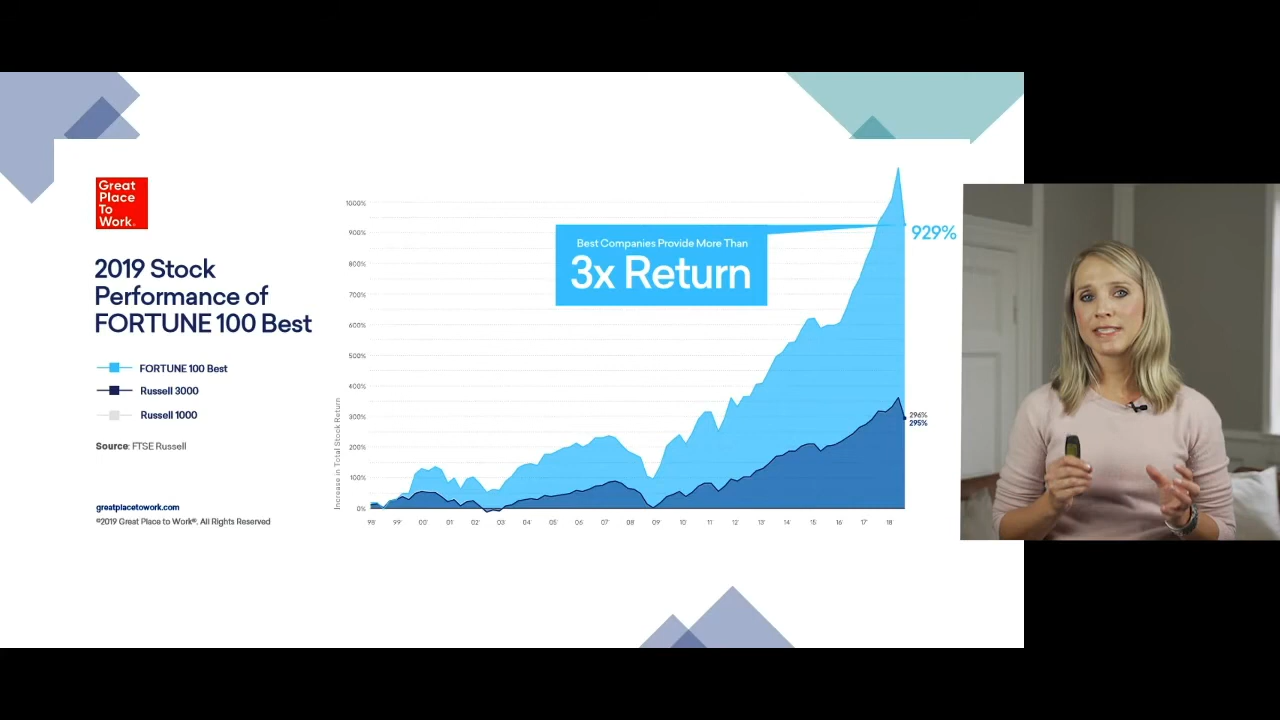 Great
Place
To
Work.
2019 Stock
Performance of
FORTUNE 100 Best
FORTUNE 100 Best
Russell 3000
Russell 1000
Source: FTSE Russell
greatplacetowork.com
©2019 Great Place to Work®. All Rights Reserved
Increase in Total Stock Return
1000%
900%
800%
700%
600%
500%
400%
300%
200%
100%
0%
Best Companies Provide More Than
3x Return
929%
296%
295%
98' 99' 00' 01 02' 03 04 05' 06 07 08 09' 10' 11' 12' 13' 14 15 16 17' 18